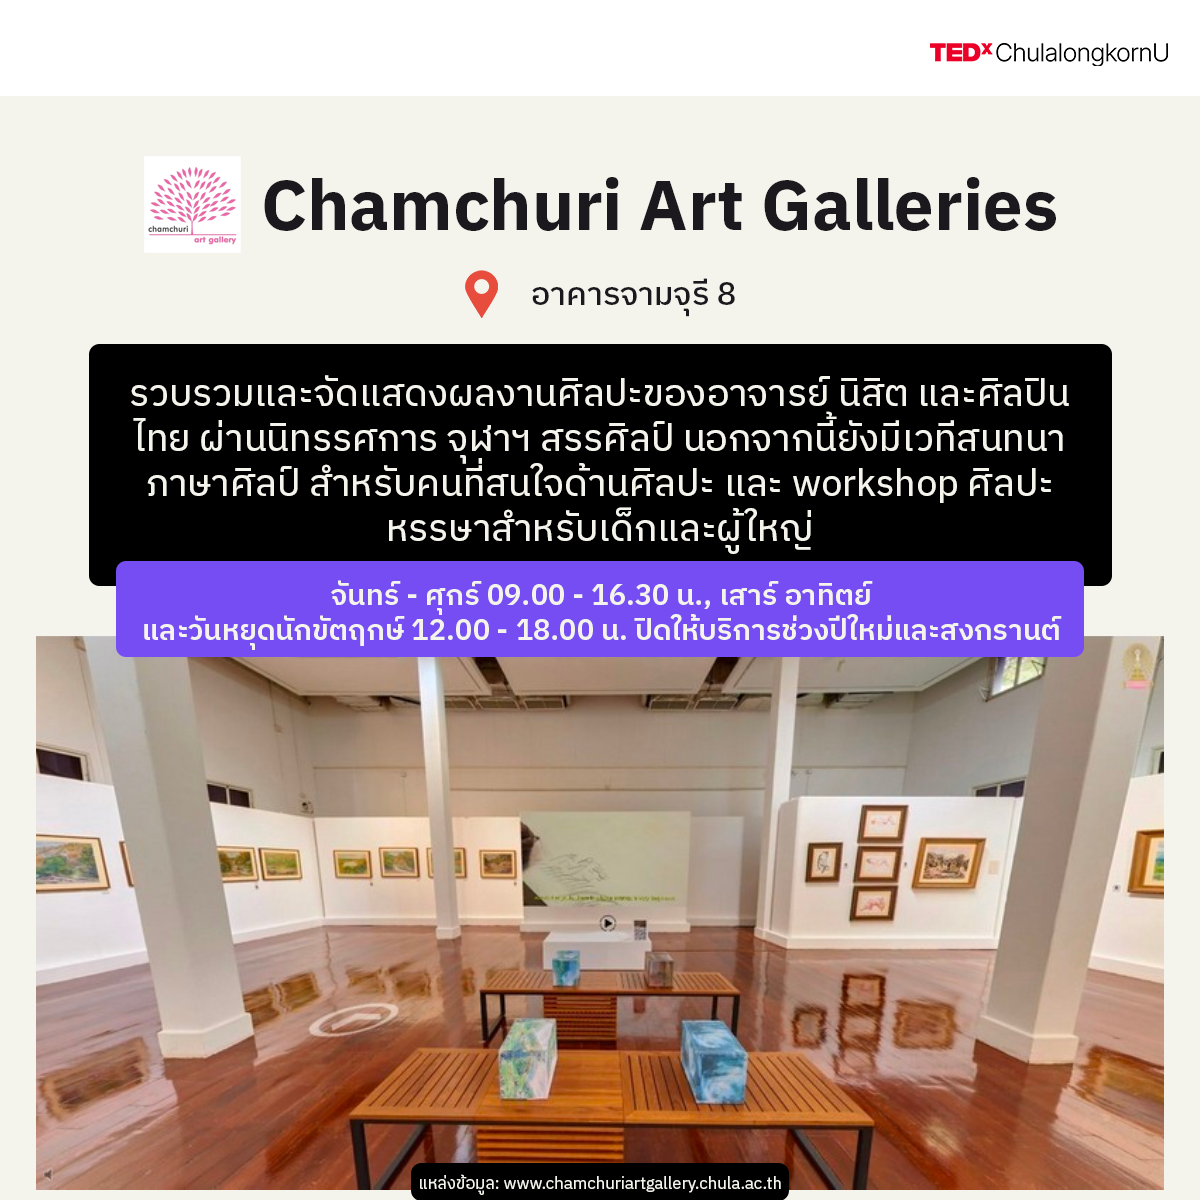 TEDx ChulalongkornU
chamchuri
art gallery
Chamchuri Art Galleries
อาคารจามจุรี 8
รวบรวมและจัดแสดงผลงานศิลปะของอาจารย์ นิสิต และศิลปิน
ไทย ผ่านนิทรรศการ จุฬาฯ สรรศิลป์ นอกจากนี้ยังมีเวทีสนทนา
ภาษาศิลป์ สำหรับคนที่สนใจด้านศิลปะ และ workshop ศิลปะ
หรรษาสำหรับเด็กและผู้ใหญ่
จันทร์ - ศุกร์ 09.00 - 16.30 น., เสาร์ อาทิตย์
และวันหยุดนักขัตฤกษ์ 12.00 - 18.00 น. ปิดให้บริการช่วงปีใหม่และสงกรานต์
แหล่งข้อมูล: www.chamchuriartgallery.chula.ac.th